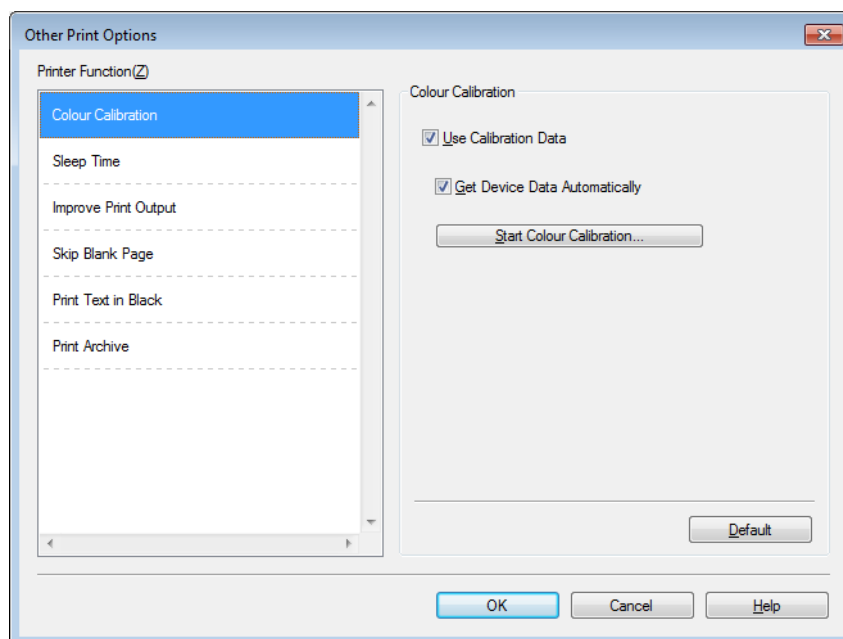 Other Print Options
Printer Function(Z)
Colour Calibration
Sleep Time
Improve Print Output
Skip Blank Page
Print Text in Black
Print Archive
Colour Calibration
Use Calibration Data
Get Device Data Automatically
Start Colour Calibration...
Default
OK
Cancel
Help